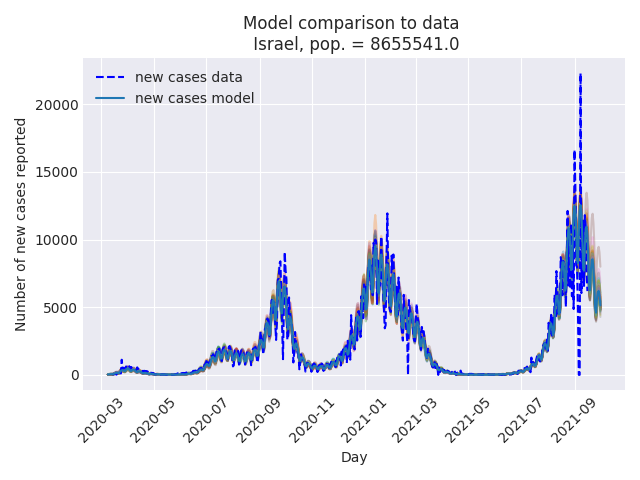 Model comparison to data
Israel, pop. = 8655541.0
new cases data
new cases model
Number of new cases reported
20000
15000
10000
5000
0
2020-03
2020-05
2020-07
2020-09
2020-11
2021-01
2021-03
2021-05
2021-07
2021-09
Day